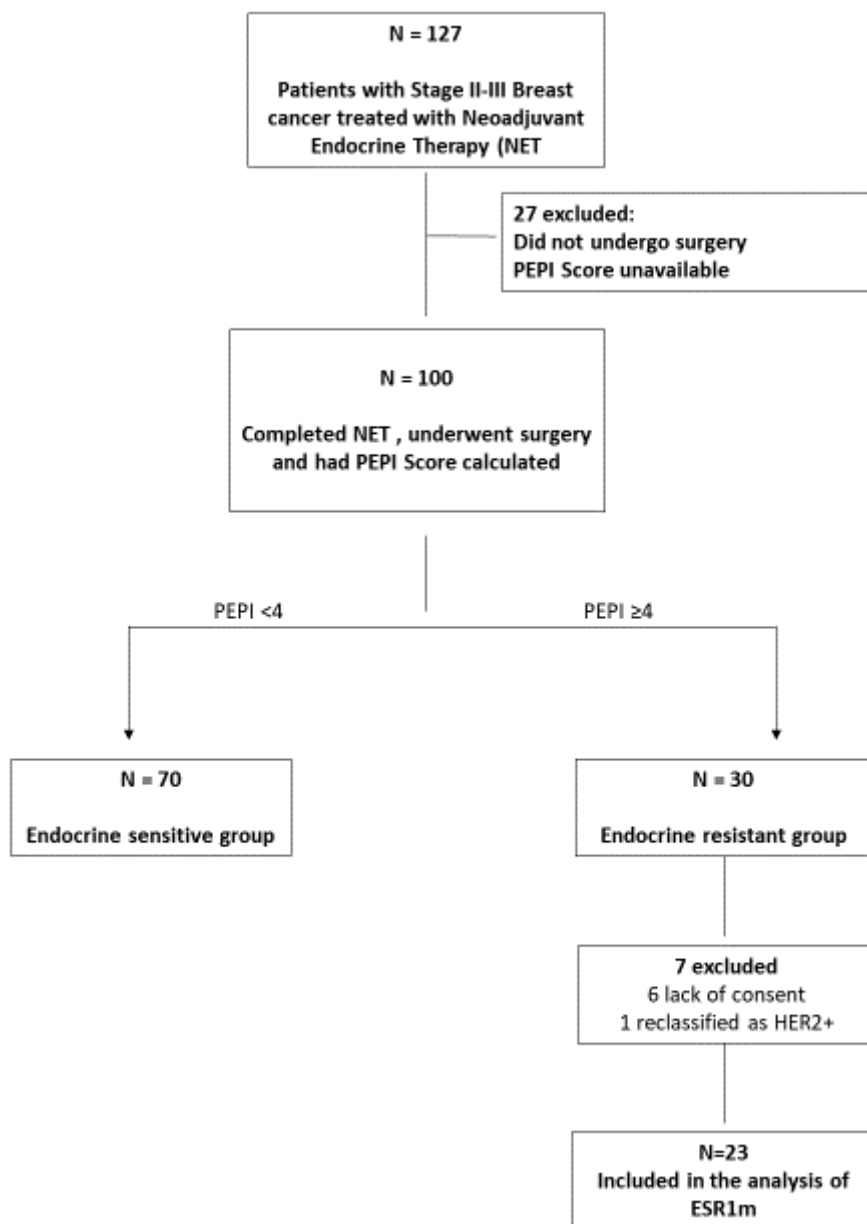 N = 127
Patients with Stage II-III Breast
cancer treated with Neoadjuvant
Endocrine Therapy (NET
27 excluded:
Did not undergo surgery
PEPI Score unavailable
N = 100
Completed NET , underwent surgery
and had PEPI Score calculated
PEPI <4
PEPI ≥4
N = 70
Endocrine sensitive group
N = 30
Endocrine resistant group
7 excluded
6 lack of consent
1 reclassified as HER2+
N=23
Included in the analysis of
ESR1m